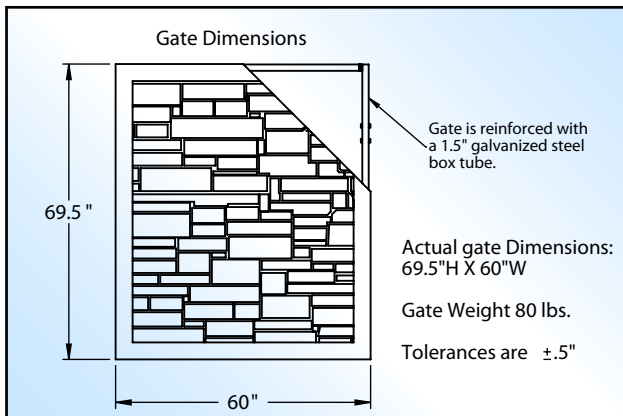 Gate Dimensions
Gate is reinforced with
a 1.5" galvanized steel
box tube.
69.5 "
Actual gate Dimensions:
69.5"H X 60"W
Gate Weight 80 lbs.
Tolerances are ±.5"
60"